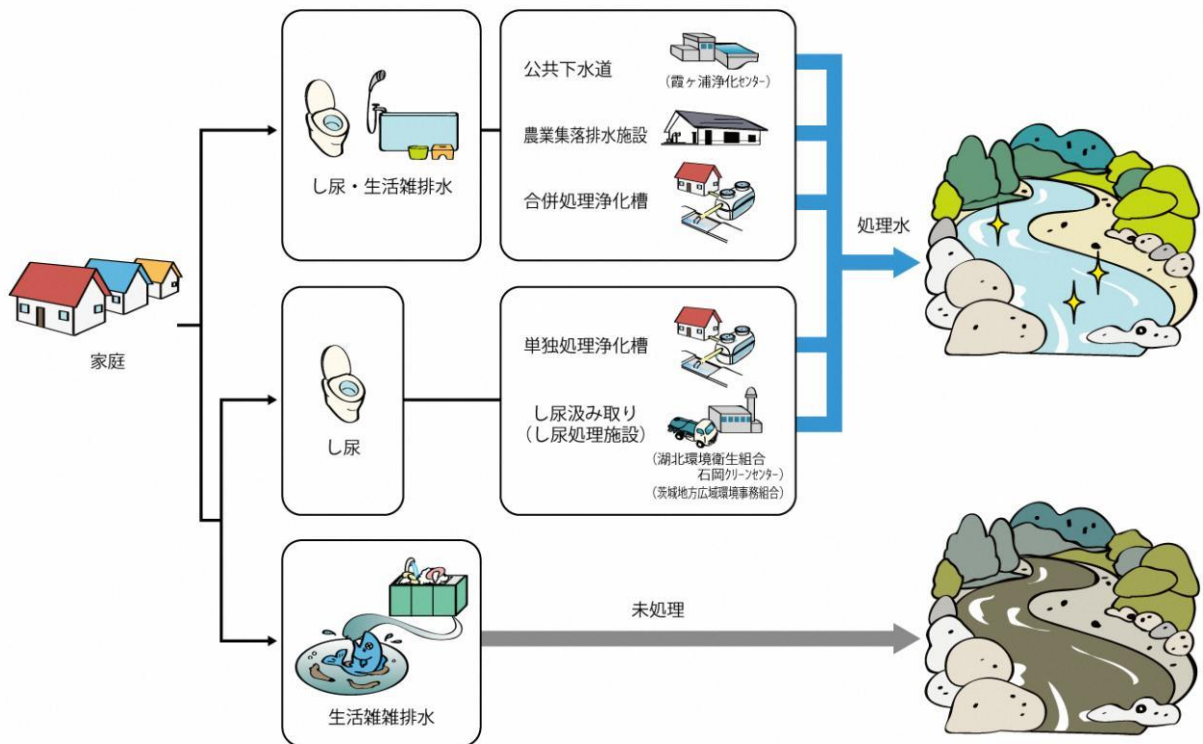 家庭
し尿・生活雑排水
公共下水道
(霞ヶ浦浄化センター)
農業集落排水施設
合併処理浄化槽
処理水
し尿
単独処理浄化槽
し尿汲み取り
(し尿処理施設)
(湖北環境衛生組合
石岡クリーンセンター)
(茨城地方広域環境事務組合)
生活雑雑排水
未処理